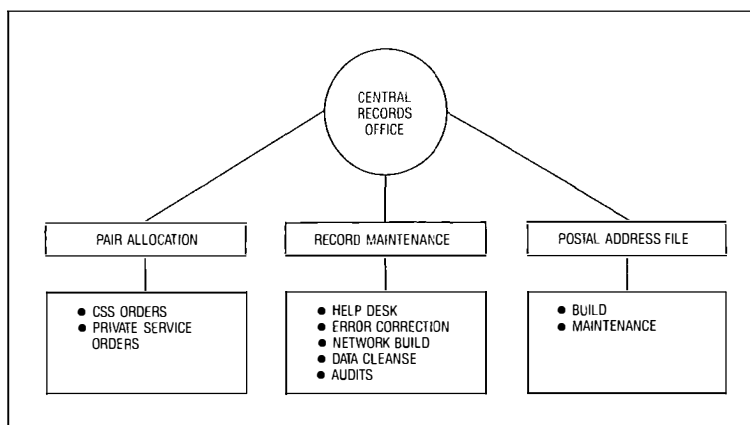 CENTRAL
RECORDS
OFFICE
PAIR ALLOCATION
RECORD MAINTENANCE
POSTAL ADDRESS FILE
● CSS ORDERS
● PRIVATE SERVICE
ORDERS
● HELP DESK
● ERROR CORRECTION
● NETWORK BUILD
● DATA CLEANSE
● AUDITS
● BUILD
● MAINTENANCE